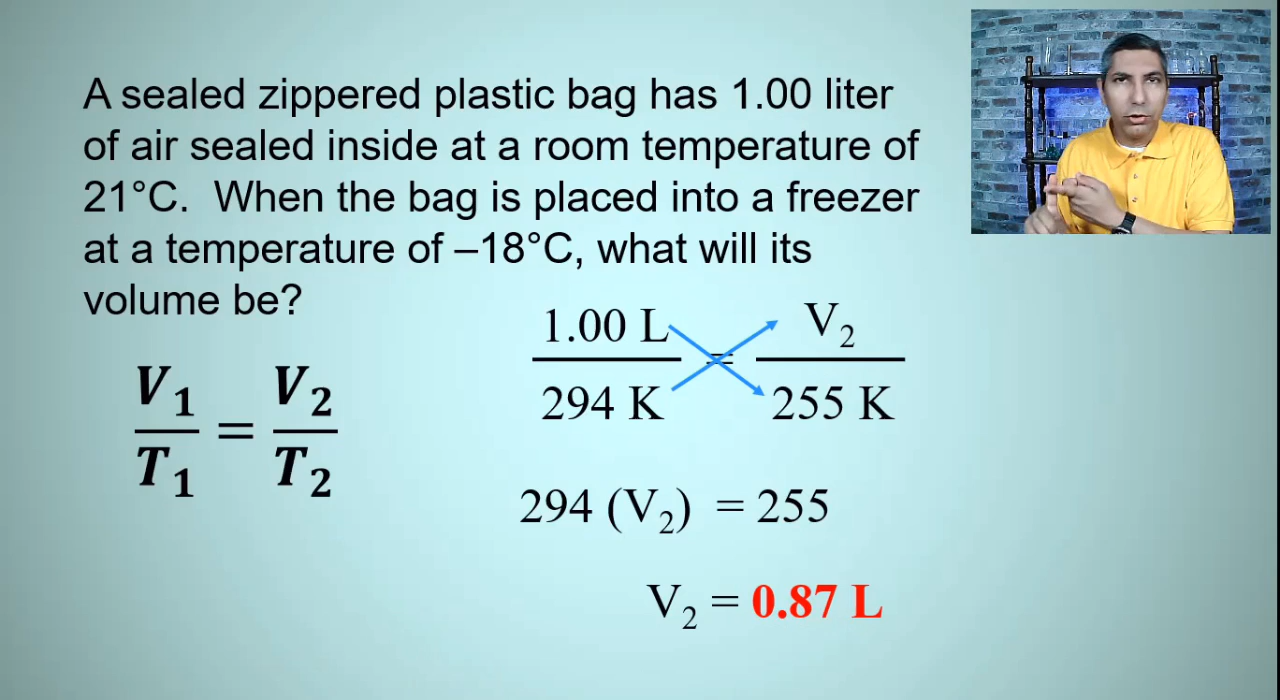 A sealed zippered plastic bag has 1.00 liter
of air sealed inside at a room temperature of
21°C.  When the bag is placed into a freezer
at a temperature of –18°C, what will its
volume be?
V₁/T₁ = V₂/T₂
1.00 L/294 K = V₂/255 K
294 (V₂) = 255
V₂ = 0.87 L